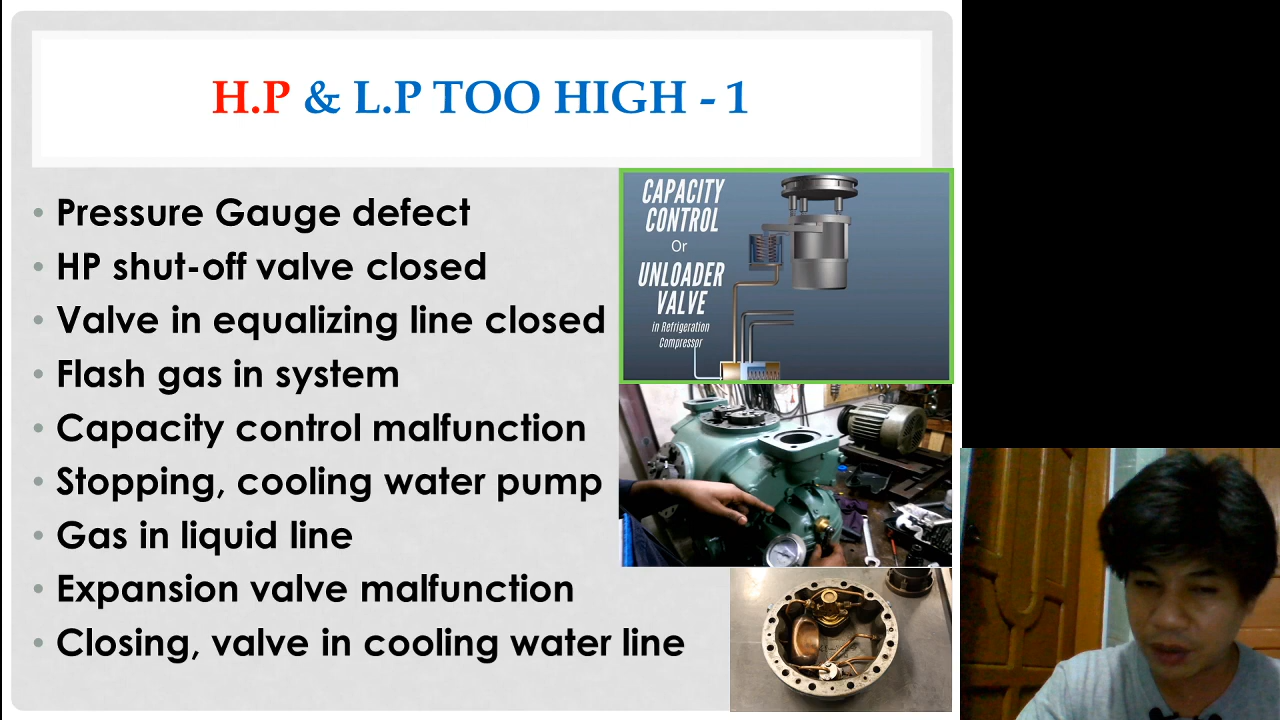 H.P & L.P TOO HIGH - 1
• Pressure Gauge defect
• HP shut-off valve closed
• Valve in equalizing line closed
• Flash gas in system
• Capacity control malfunction
• Stopping, cooling water pump
• Gas in liquid line
• Expansion valve malfunction
• Closing, valve in cooling water line
CAPACITY
CONTROL
Or
UNLOADER
VALVE
in Refrigeration
Compressor